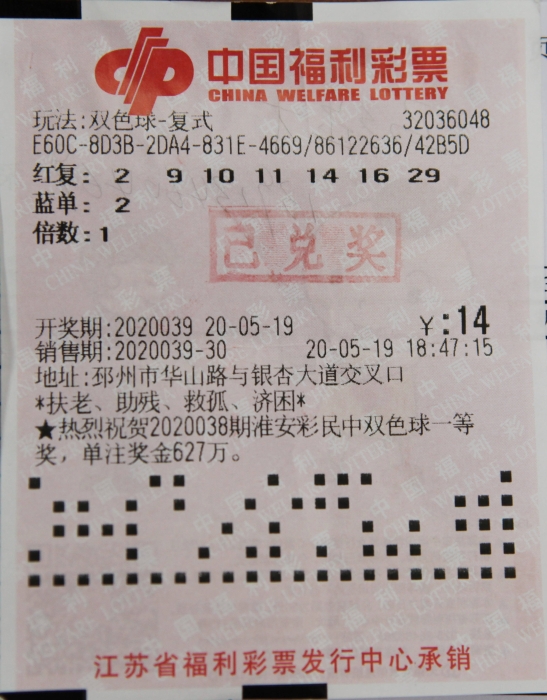 中国福利彩票
CHINA WELFARE LOTTERY
玩法:双色球-复式 32036048
E60C-8D3B-2DA4-831E-4669/86122636/42B5D
红复: 2 9 10 11 14 16 29
蓝单: 2
倍数:1
已兑奖
开奖期:2020039 20-05-19 ¥:14
销售期:2020039-30 20-05-19 18:47:15
地址:邳州市华山路与银杏大道交叉口
*扶老、助残、救孤、济困*
★热烈祝贺2020038期淮安彩民中双色球一等
奖，单注奖金627万。
江苏省福利彩票发行中心承销